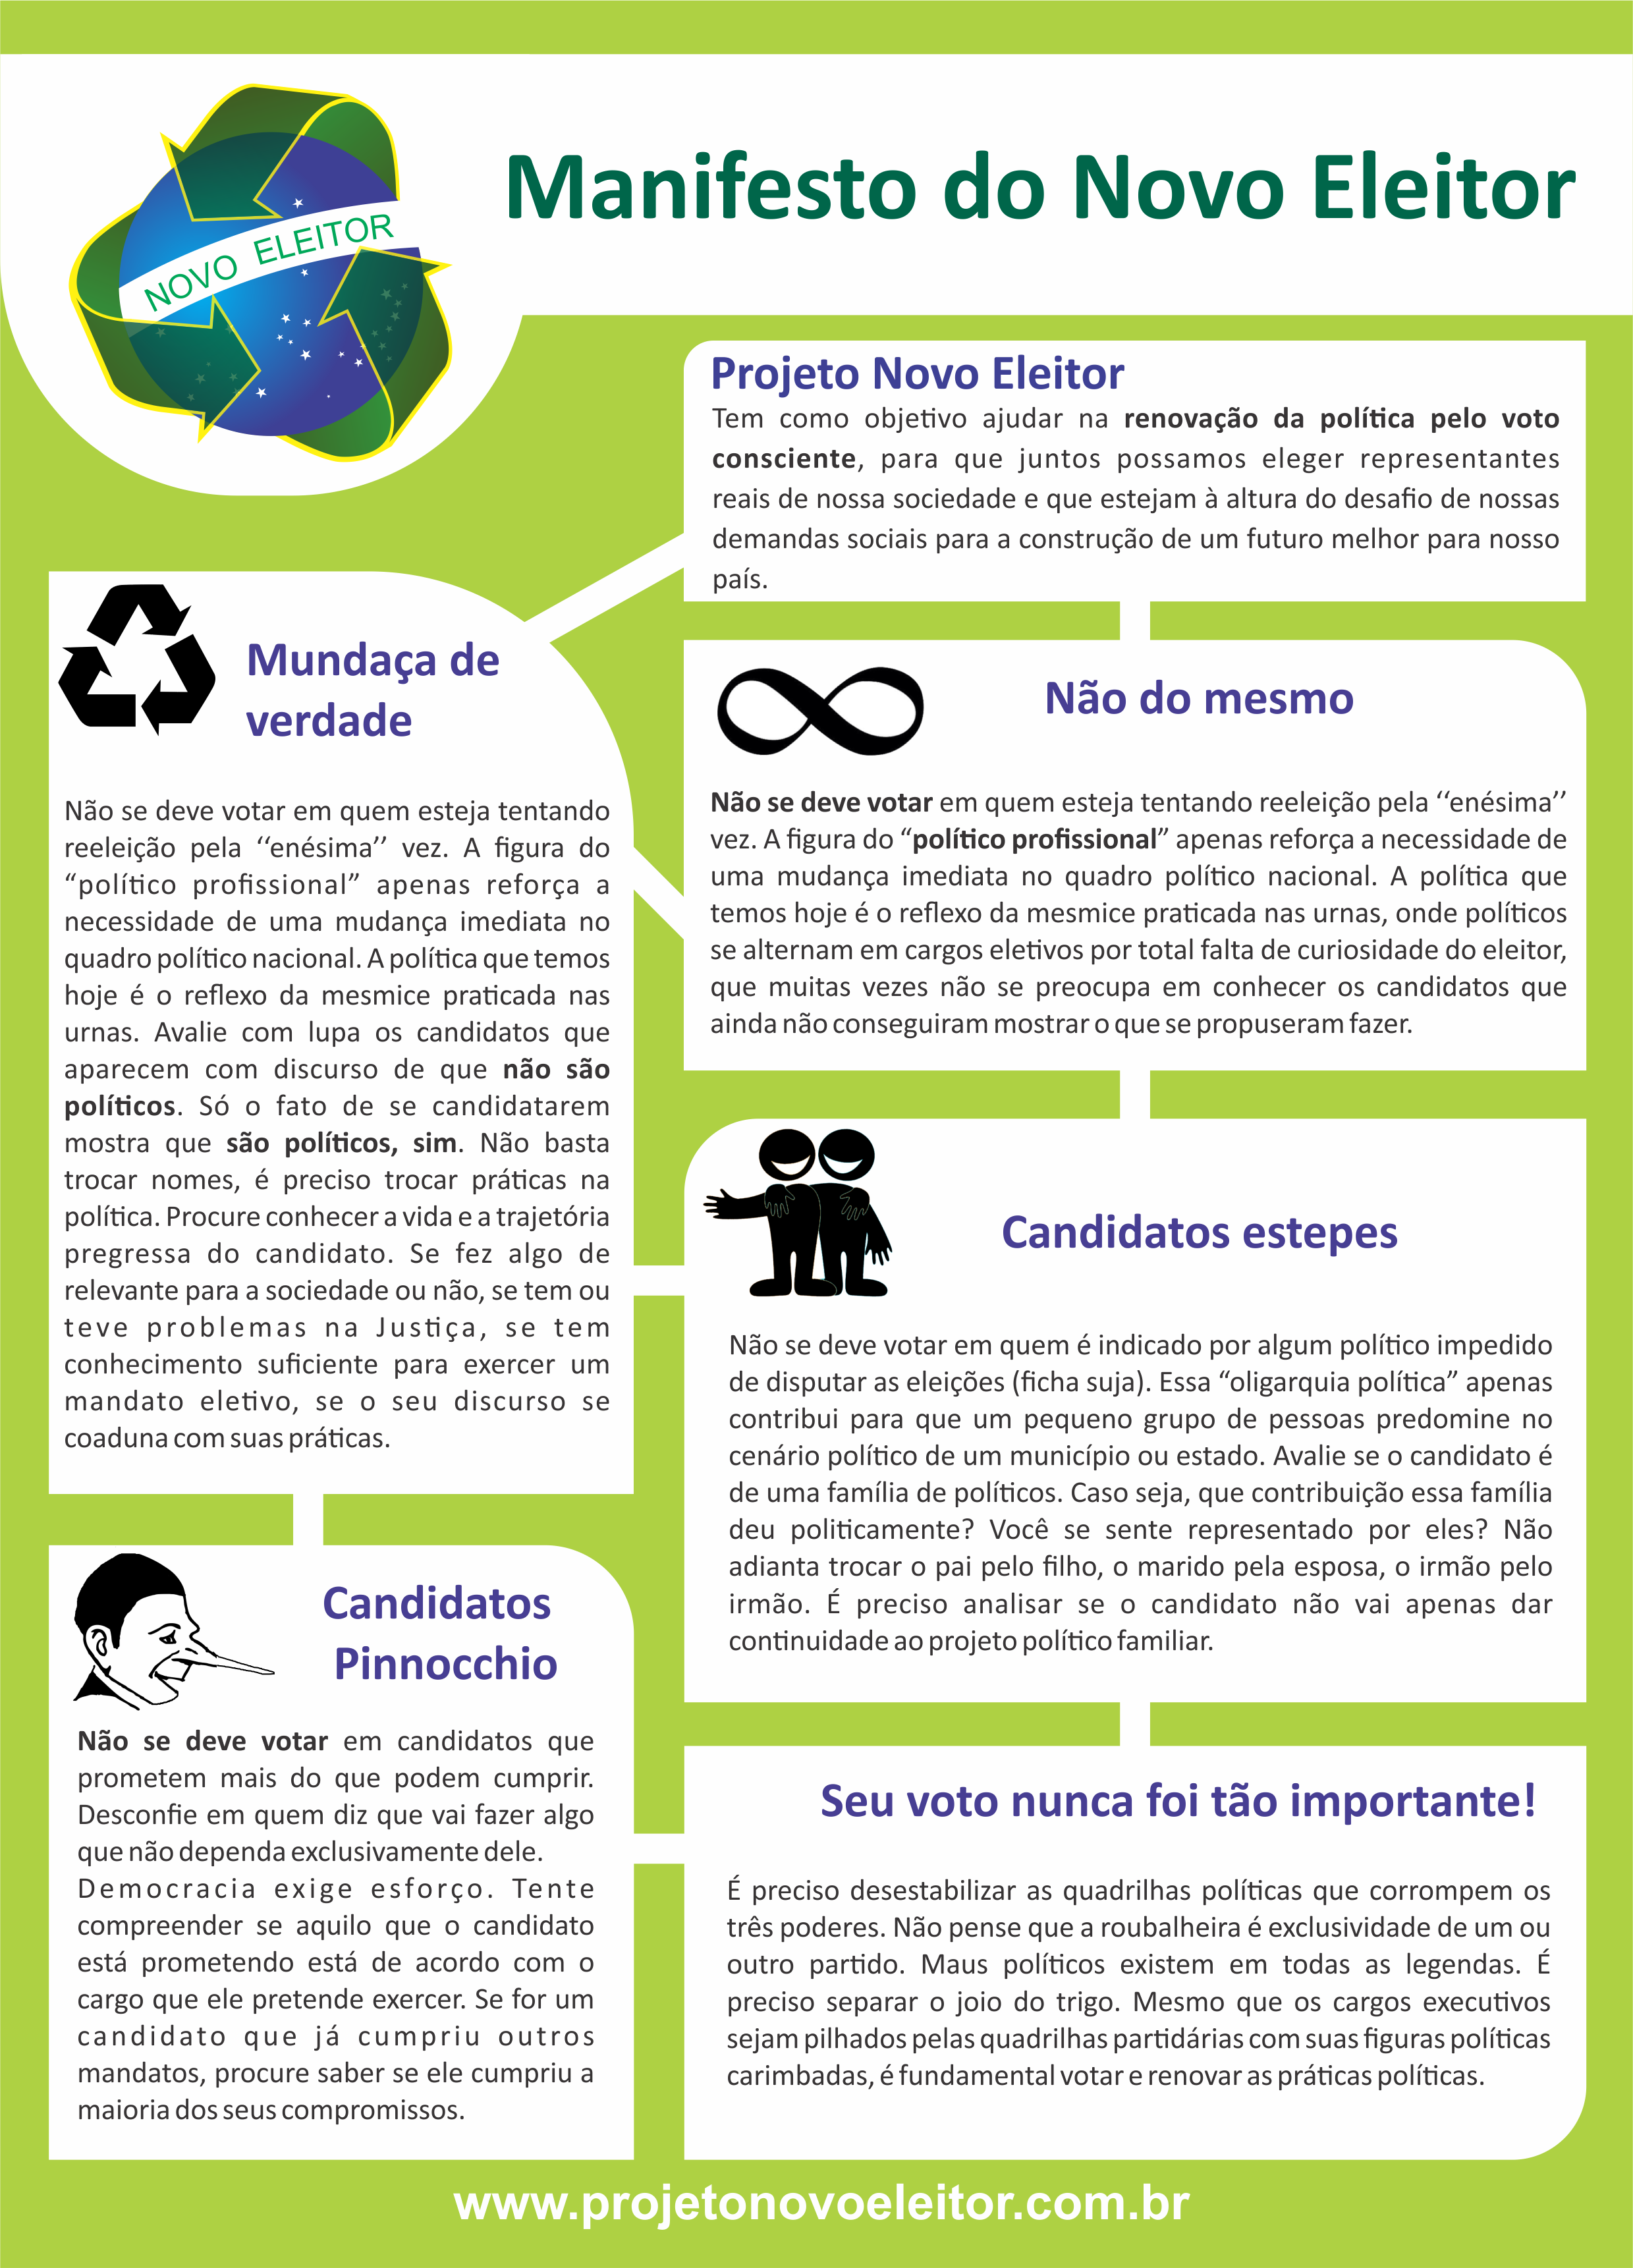 NOVO ELEITOR
Manifesto do Novo Eleitor
Projeto Novo Eleitor
Tem como objetivo ajudar na renovação da política pelo voto
consciente, para que juntos possamos eleger representantes
reais de nossa sociedade e que estejam à altura do desafio de nossas
demandas sociais para a construção de um futuro melhor para nosso
país.
Mundaça de
verdade
Não se deve votar em quem esteja tentando
reeleição pela ‘‘enésima’’ vez. A figura do
“político profissional” apenas reforça a
necessidade de uma mudança imediata no
quadro político nacional. A política que temos
hoje é o reflexo da mesmice praticada nas
urnas. Avalie com lupa os candidatos que
aparecem com discurso de que não são
políticos. Só o fato de se candidatarem
mostra que são políticos, sim. Não basta
trocar nomes, é preciso trocar práticas na
política. Procure conhecer a vida e a trajetória
pregressa do candidato. Se fez algo de
relevante para a sociedade ou não, se tem ou
teve problemas na Justiça, se tem
conhecimento suficiente para exercer um
mandato eletivo, se o seu discurso se
coaduna com suas práticas.
Não do mesmo
Não se deve votar em quem esteja tentando reeleição pela ‘‘enésima’’
vez. A figura do “político profissional” apenas reforça a necessidade de
uma mudança imediata no quadro político nacional. A política que
temos hoje é o reflexo da mesmice praticada nas urnas, onde políticos
se alternam em cargos eletivos por total falta de curiosidade do eleitor,
que muitas vezes não se preocupa em conhecer os candidatos que
ainda não conseguiram mostrar o que se propuseram fazer.
Candidatos estepes
Não se deve votar em quem é indicado por algum político impedido
de disputar as eleições (ficha suja). Essa “oligarquia política” apenas
contribui para que um pequeno grupo de pessoas predomine no
cenário político de um município ou estado. Avalie se o candidato é
de uma família de políticos. Caso seja, que contribuição essa família
deu politicamente? Você se sente representado por eles? Não
adianta trocar o pai pelo filho, o marido pela esposa, o irmão pelo
irmão. É preciso analisar se o candidato não vai apenas dar
continuidade ao projeto político familiar.
Candidatos
Pinnocchio
Não se deve votar em candidatos que
prometem mais do que podem cumprir.
Desconfie em quem diz que vai fazer algo
que não dependa exclusivamente dele.
Democracia exige esforço. Tente
compreender se aquilo que o candidato
está prometendo está de acordo com o
cargo que ele pretende exercer. Se for um
candidato que já cumpriu outros
mandatos, procure saber se ele cumpriu a
maioria dos seus compromissos.
Seu voto nunca foi tão importante!
É preciso desestabilizar as quadrilhas políticas que corrompem os
três poderes. Não pense que a roubalheira é exclusividade de um ou
outro partido. Maus políticos existem em todas as legendas. É
preciso separar o joio do trigo. Mesmo que os cargos executivos
sejam pilhados pelas quadrilhas partidárias com suas figuras políticas
carimbadas, é fundamental votar e renovar as práticas políticas.
www.projetonovoeleitor.com.br